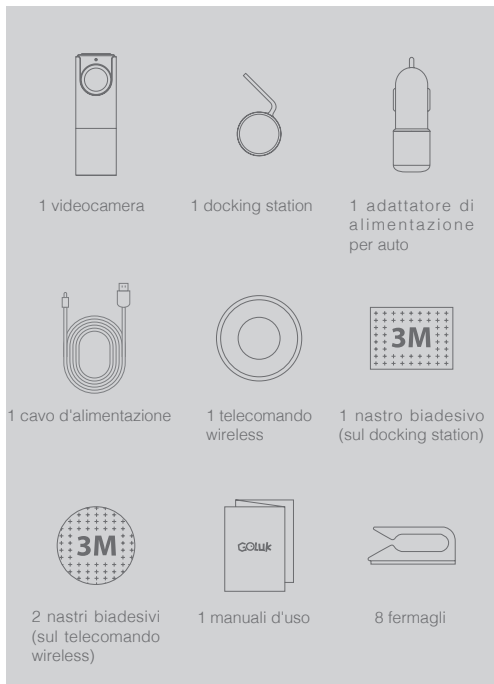 1 videocamera
1 docking station
1 adattatore di
alimentazione
per auto
3M
1 cavo d'alimentazione
1 telecomando
wireless
1 nastro biadesivo
(sul docking station)
3M
GOLUK
2 nastri biadesivi
(sul telecomando
wireless)
1 manuali d'uso
8 fermagli